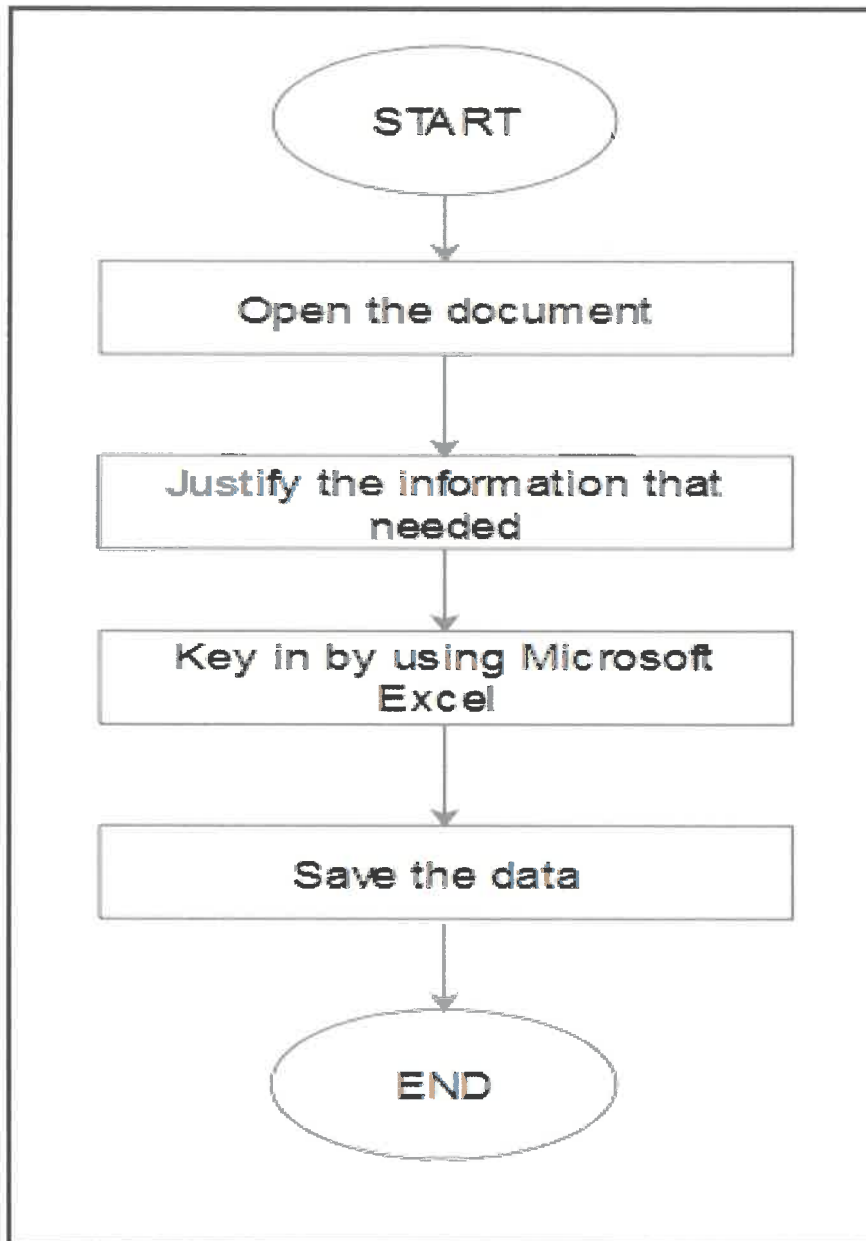 START
Open the document
Justify the information that
needed
Key in by using Microsoft
Excel
Save the data
END